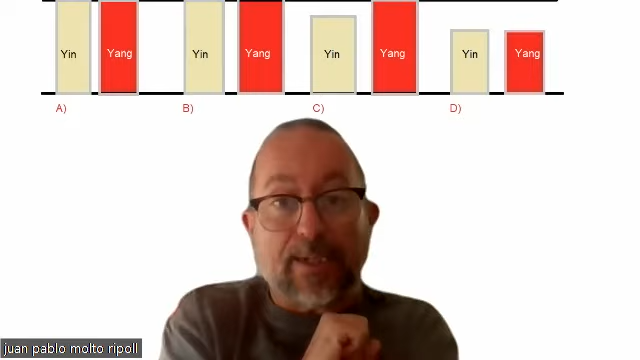 Yin Yang Yin Yang Yin Yang Yin Yang
A) B) C) D)
juan pablo molto ripoll